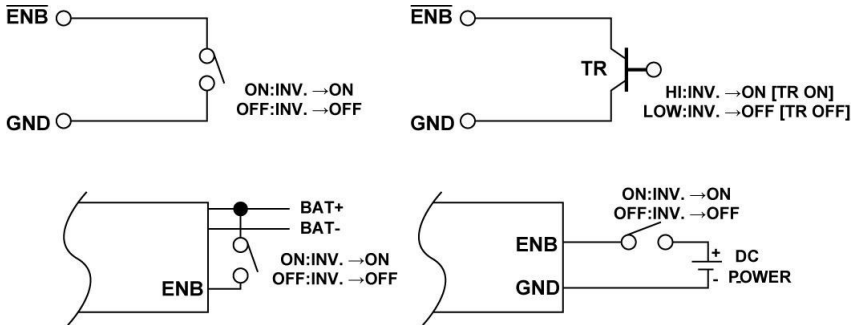 ENB
GND
ON:INV. →ON
OFF:INV. →OFF
ENB
TR
GND
HI:INV. →ON [TR ON]
LOW:INV. →OFF [TR OFF]
BAT+
BAT-
ENB
ON:INV. →ON
OFF:INV. →OFF
ON:INV. →ON
OFF:INV. →OFF
ENB
GND
+
-
DC
POWER